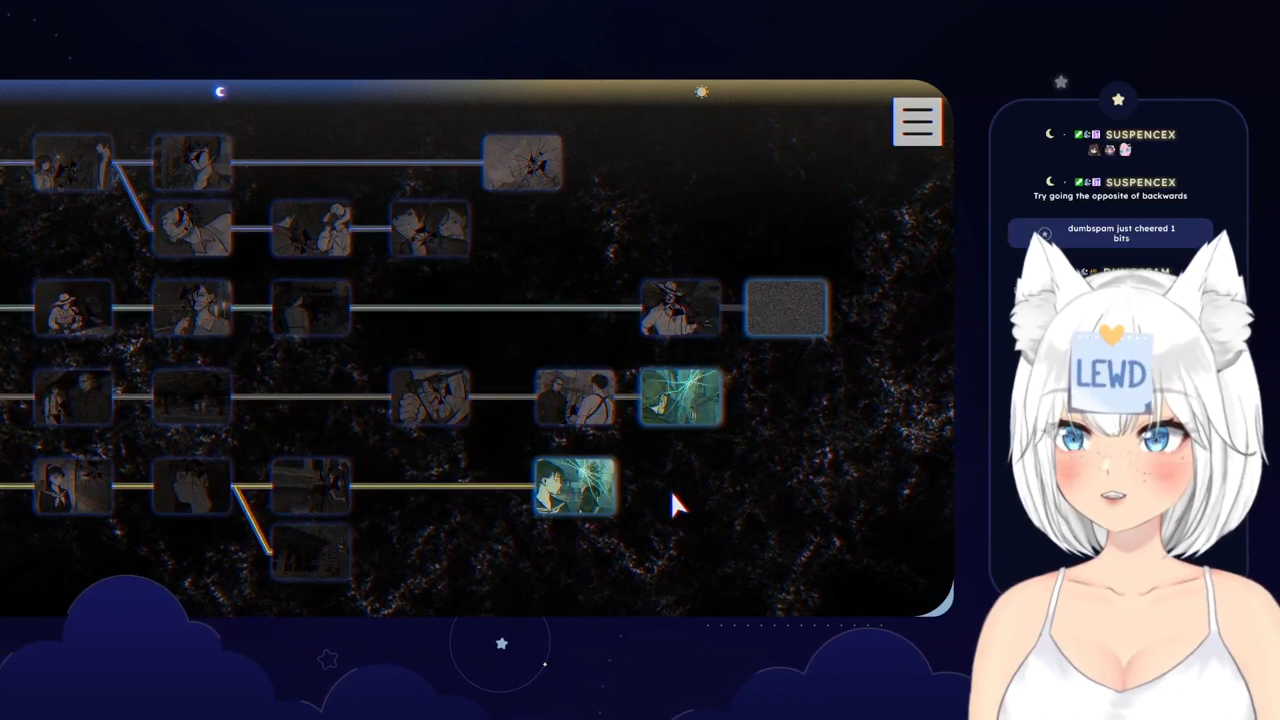 SUSPENCEX
SUSPENCEX
Try going the opposite of backwards
dumbspam just cheered 1
bits
LEWD